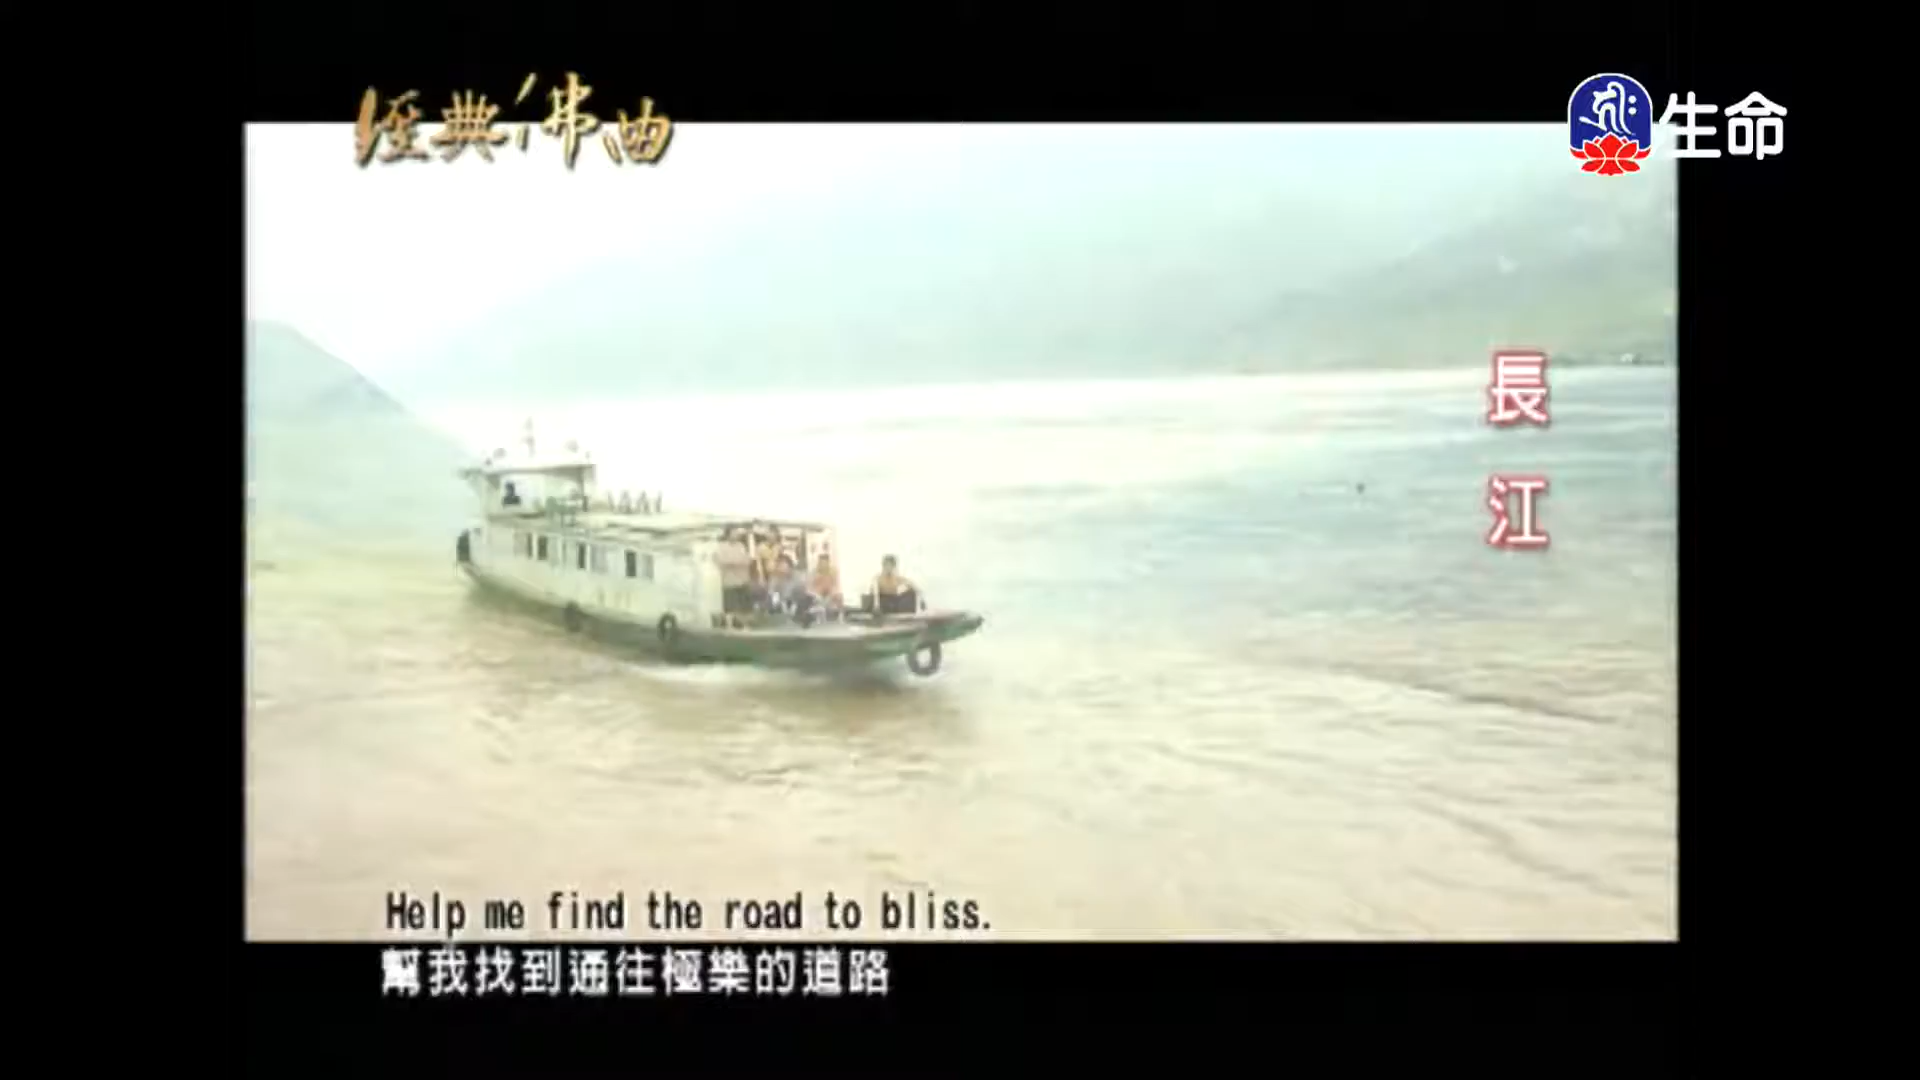 經典佛曲
生命
長江
Help me find the road to bliss.
幫我找到通往極樂的道路